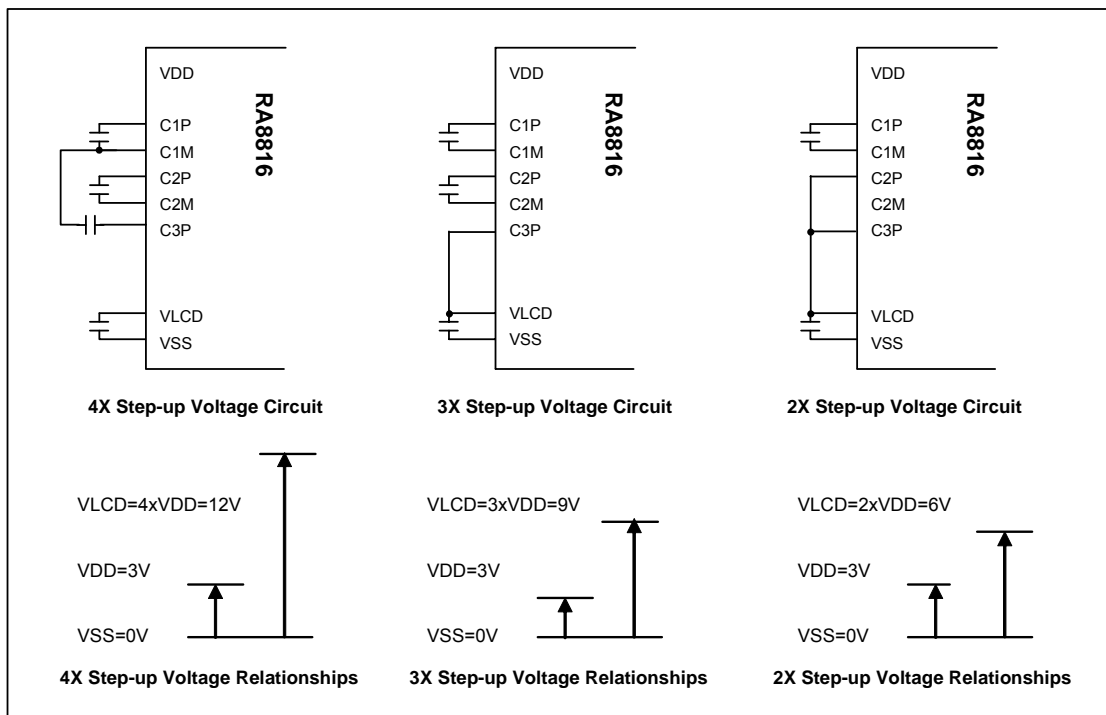 VDD
C1P
C1M
C2P
C2M
C3P
VLCD
VSS
RA8816
4X Step-up Voltage Circuit
VDD
C1P
C1M
C2P
C2M
C3P
VLCD
VSS
RA8816
3X Step-up Voltage Circuit
VDD
C1P
C1M
C2P
C2M
C3P
VLCD
VSS
RA8816
2X Step-up Voltage Circuit
VLCD=4xVDD=12V
VDD=3V
VSS=0V
4X Step-up Voltage Relationships
VLCD=3xVDD=9V
VDD=3V
VSS=0V
3X Step-up Voltage Relationships
VLCD=2xVDD=6V
VDD=3V
VSS=0V
2X Step-up Voltage Relationships